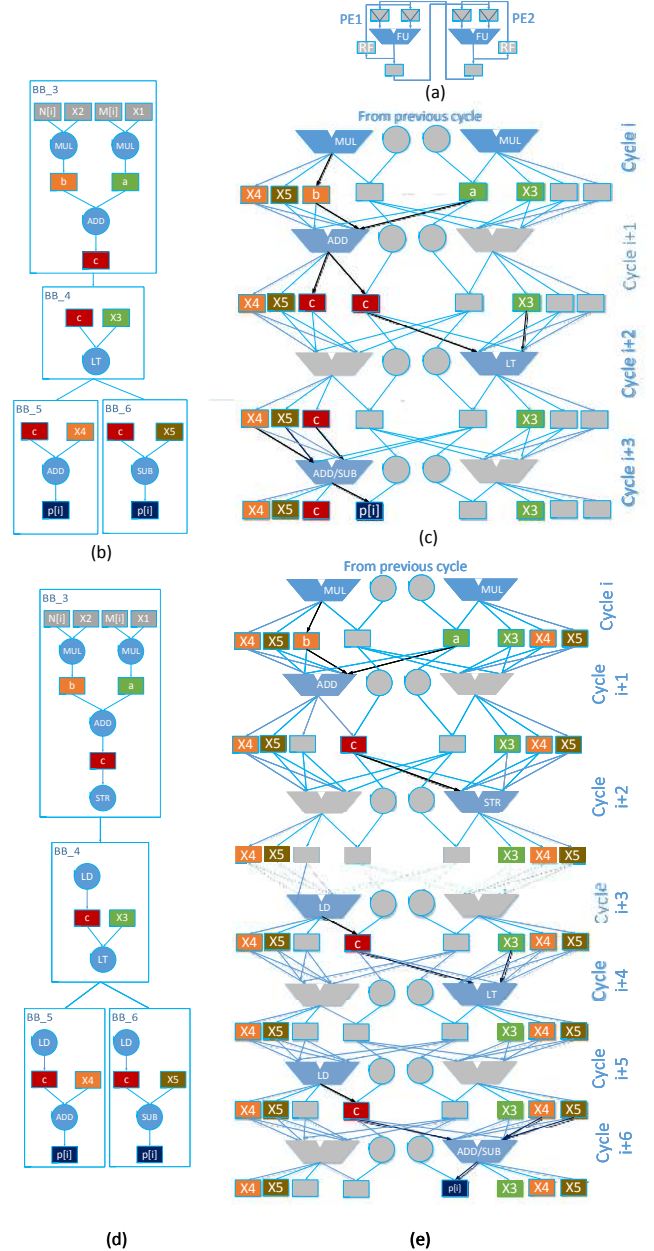 PE1 PE2
FU FU
RF RF
(a)
BB_3
N[i] X2 M[i] X1
MUL MUL
b a
ADD
c
BB_4
c X3
LT
BB_5 BB_6
c X4 c X5
ADD SUB
p[i] p[i]
(b)
From previous cycle
MUL MUL
Cycle i
X4 X5 b a X3
ADD
Cycle i+1
X4 X5 c c X3
LT
Cycle i+2
X4 X5 c X3
ADD/SUB
Cycle i+3
X4 X5 c p[i] X3
(c)
BB_3
N[i] X2 M[i] X1
MUL MUL
b a
ADD
c
STR
BB_4
LD
c X3
LT
BB_5 BB_6
LD LD
c X4 c X5
ADD SUB
p[i] p[i]
(d)
From previous cycle
MUL MUL
Cycle i
X4 X5 b a X3 X4 X5
ADD
Cycle
i+1
X4 X5 c X3 X4 X5
STR
Cycle
i+2
X4 X5 X3 X4 X5
LD
Cycle
i+3
X4 X5 c X3 X4 X5
LT
Cycle
i+4
X4 X5 X3 X4 X5
LD
Cycle
i+5
X4 X5 c X3 X4 X5
ADD/SUB
Cycle
i+6
X4 X5 p[i] X3 X4 X5
(e)